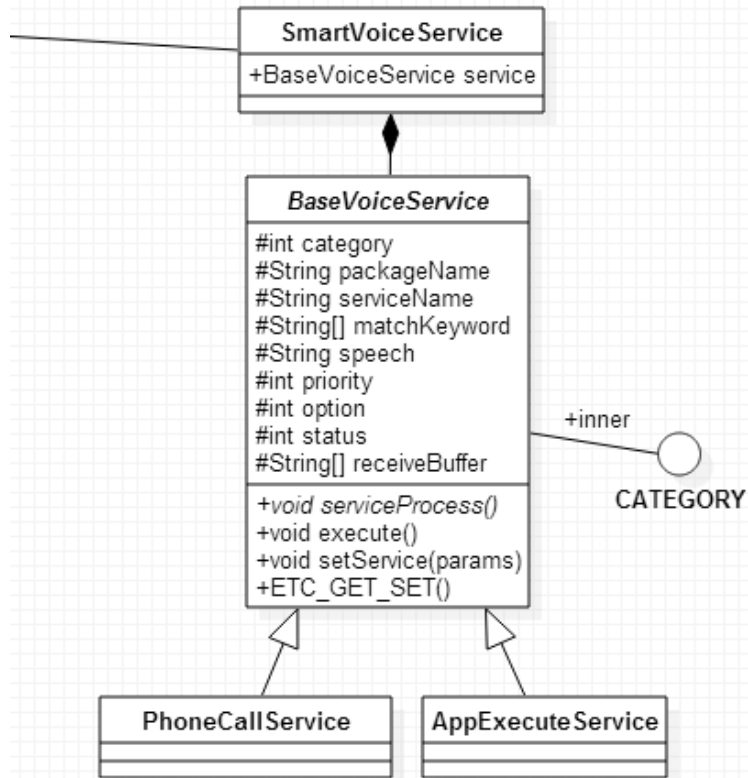 SmartVoiceService
+BaseVoiceService service
BaseVoiceService
#int category
#String packageName
#String serviceName
#String[] matchKeyword
#String speech
#int priority
#int option
#int status
#String[] receiveBuffer
+inner
CATEGORY
+void serviceProcess()
+void execute()
+void setService(params)
+ETC_GET_SET()
PhoneCallService
AppExecuteService